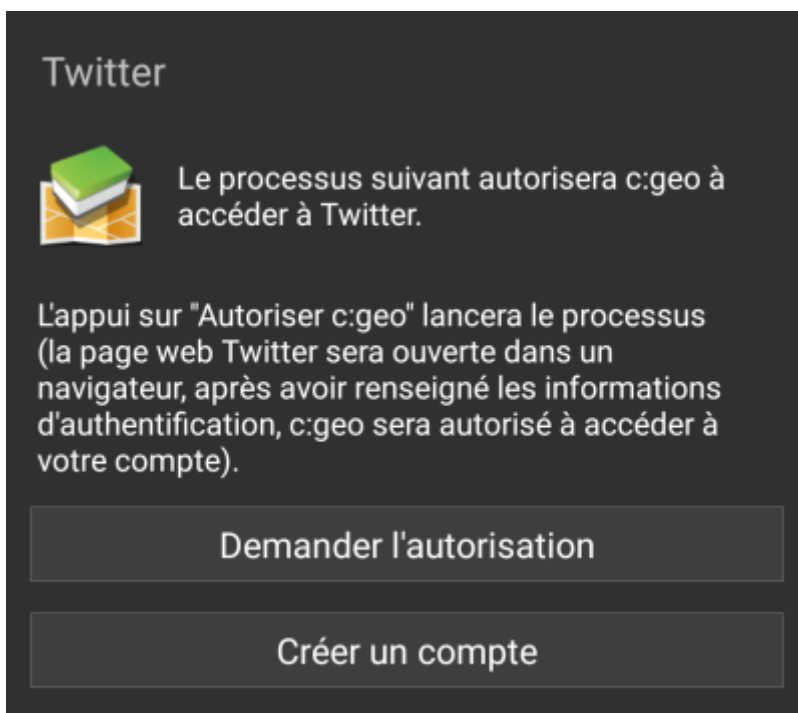 Twitter
Le processus suivant autorisera c:geo à
accéder à Twitter.
L'appui sur "Autoriser c:geo" lancera le processus
(la page web Twitter sera ouverte dans un
navigateur, après avoir renseigné les informations
d'authentification, c:geo sera autorisé à accéder à
votre compte).
Demander l'autorisation
Créer un compte